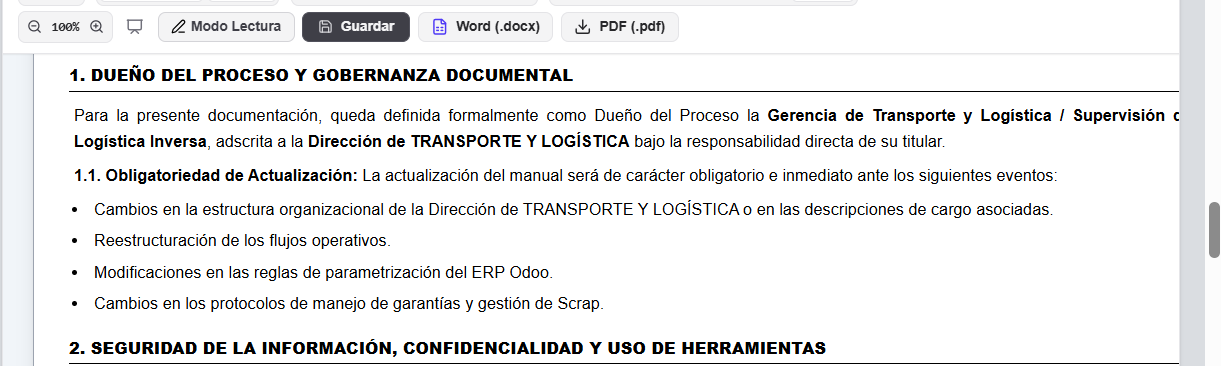 100%
Modo Lectura
Guardar
Word (.docx)
PDF (.pdf)
1. DUEÑO DEL PROCESO Y GOBERNANZA DOCUMENTAL
Para la presente documentación, queda definida formalmente como Dueño del Proceso la Gerencia de Transporte y Logística / Supervisión
Logística Inversa, adscrita a la Dirección de TRANSPORTE Y LOGÍSTICA bajo la responsabilidad directa de su titular.
1.1. Obligatoriedad de Actualización: La actualización del manual será de carácter obligatorio e inmediato ante los siguientes eventos:
• Cambios en la estructura organizacional de la Dirección de TRANSPORTE Y LOGÍSTICA o en las descripciones de cargo asociadas.
• Reestructuración de los flujos operativos.
• Modificaciones en las reglas de parametrización del ERP Odoo.
• Cambios en los protocolos de manejo de garantías y gestión de Scrap.
2. SEGURIDAD DE LA INFORMACIÓN, CONFIDENCIALIDAD Y USO DE HERRAMIENTAS